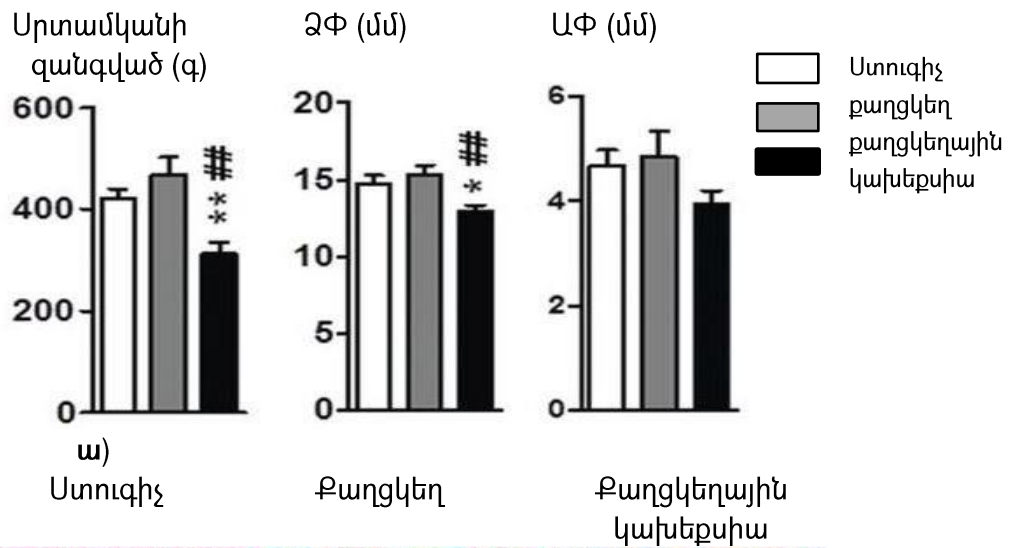 Սրտամկանի
զանգված (գ)
ՁՓ (մմ)
ԱՓ (մմ)
Ստուգիչ
քաղցկեղ
քաղցկեղային
կախեքսիա
600
400
200
0
**##
20
15
10
5
0
*##
6
4
2
0
ա)
Ստուգիչ
Քաղցկեղ
Քաղցկեղային
կախեքսիա